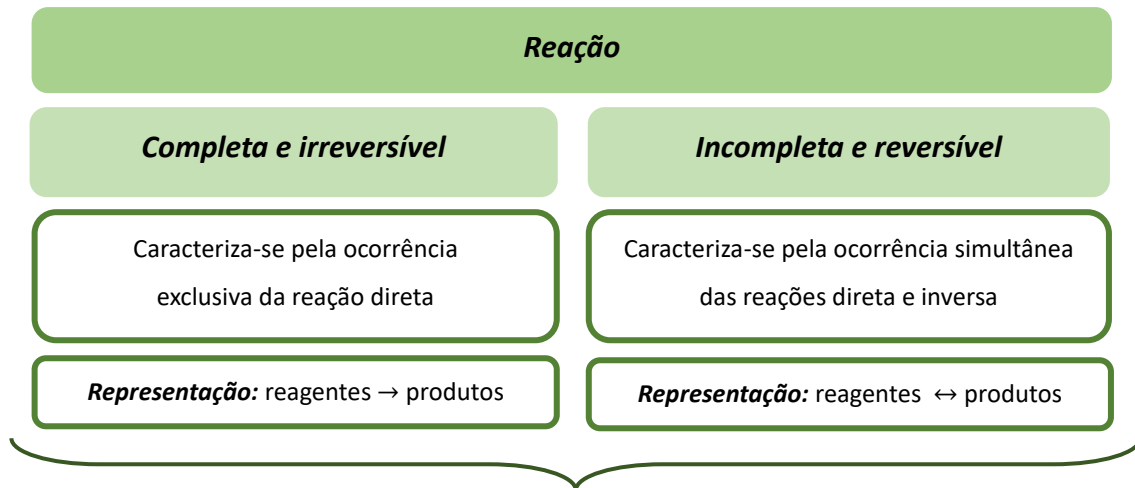 Reação
Completa e irreversível
Incompleta e reversível
Caracteriza-se pela ocorrência
exclusiva da reação direta
Caracteriza-se pela ocorrência simultânea
das reações direta e inversa
Representação: reagentes → produtos
Representação: reagentes ↔ produtos